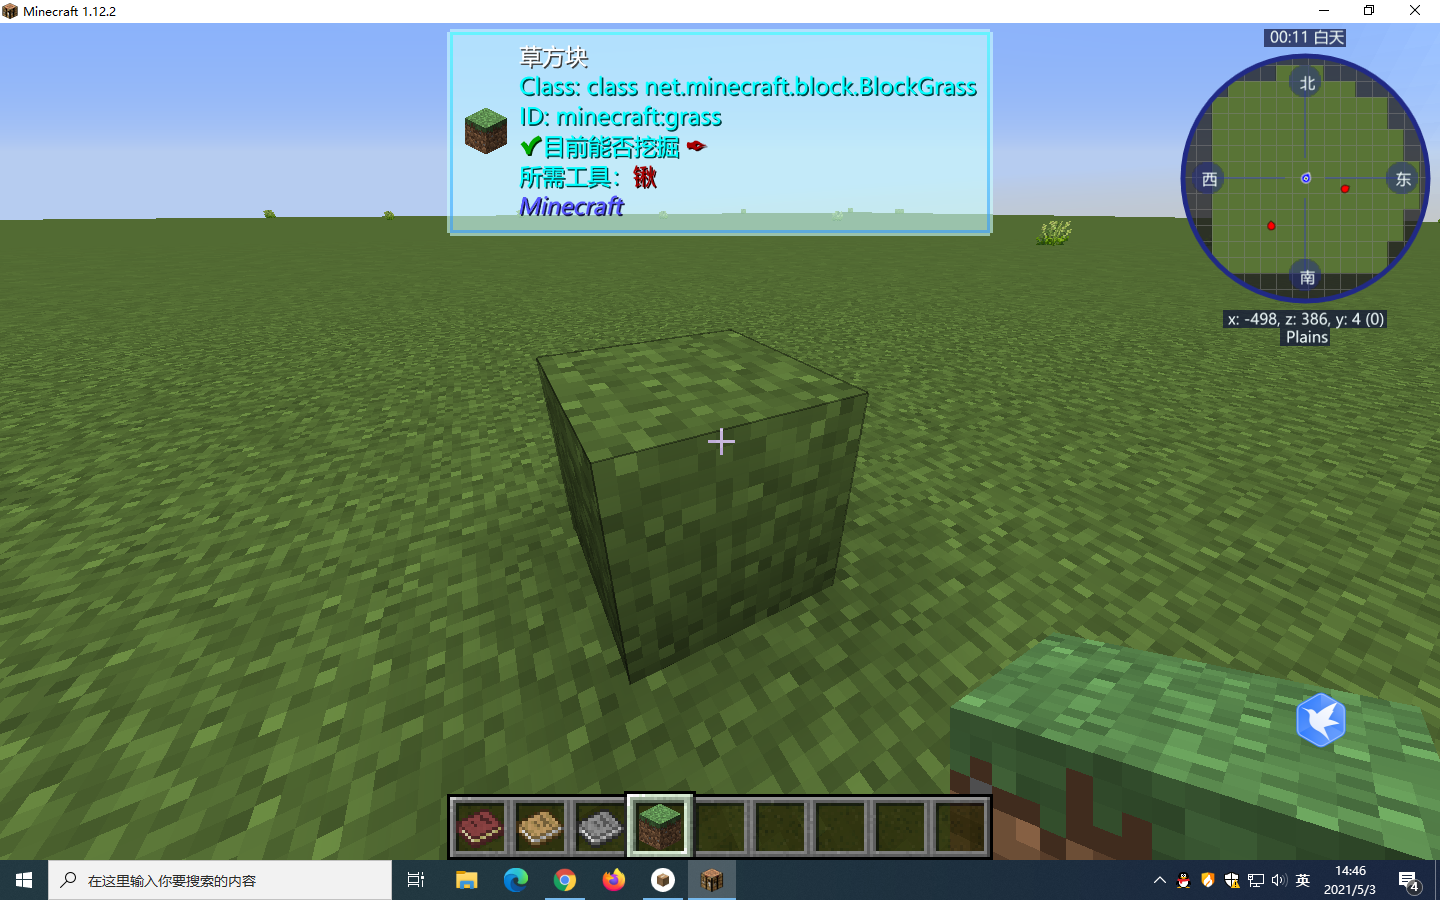 Minecraft 1.12.2
草方块
Class: class net.minecraft.block.BlockGrass
ID: minecraft:grass
✔目前能否挖掘
所需工具：锹
Minecraft
00:11 白天
北
西
东
南
x: -498, z: 386, y: 4 (0)
Plains
在这里输入你要搜索的内容
英
14:46
2021/5/3
4